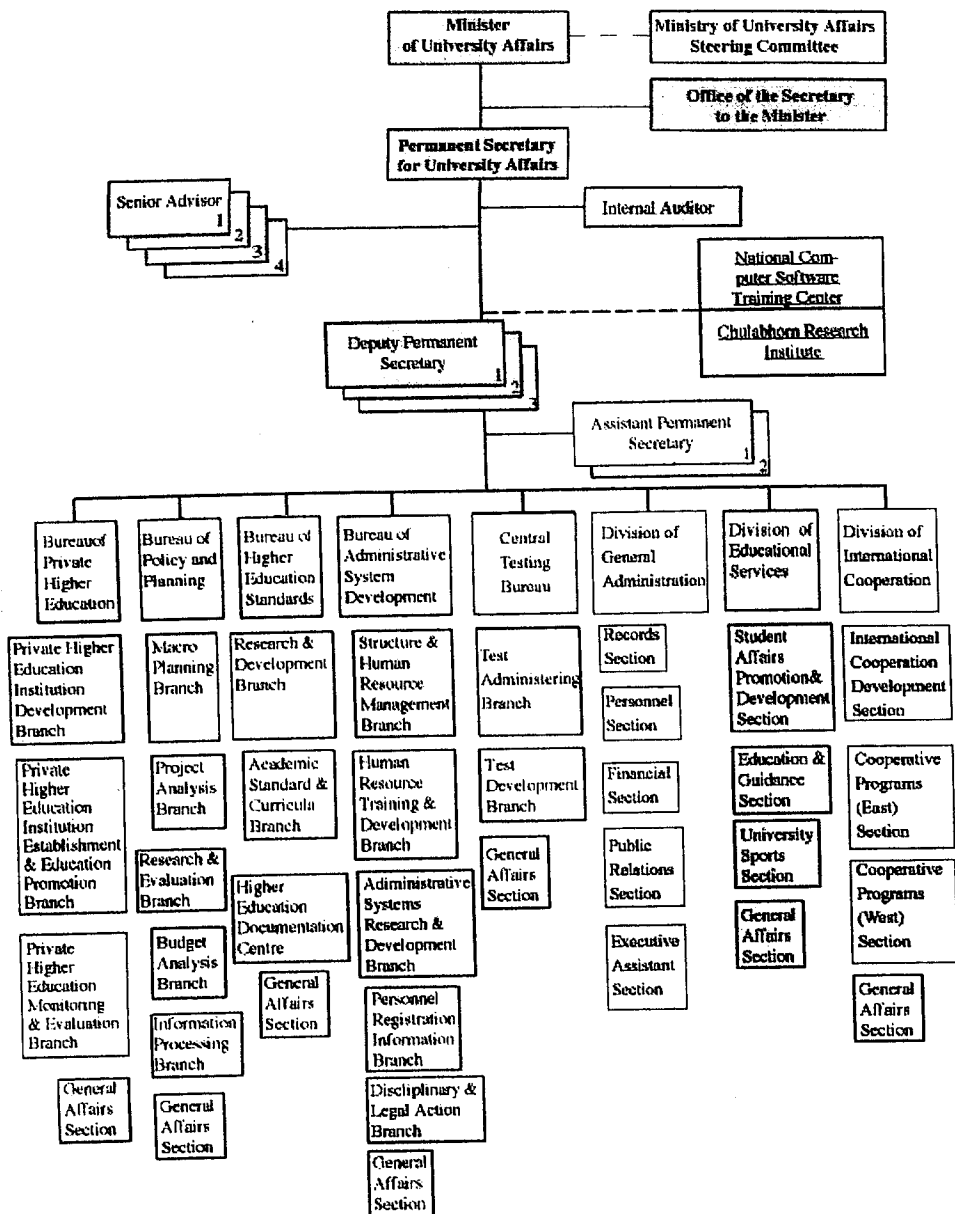 Minister
of University Affairs
Ministry of University Affairs
Steering Committee
Office of the Secretary
to the Minister
Permanent Secretary
for University Affairs
Senior Advisor
1
2
3
4
Internal Auditor
National Com-
puter Software
Training Center
Chulabhorn Research
Institute
Deputy Permanent
Secretary
1
2
3
Assistant Permanent
Secretary
1
2
Bureauof
Private
Higher
Education
Bureau of
Policy and
Planning
Bureau of
Higher
Education
Standards
Bureau of
Administrative
System
Development
Central
Testing
Bureau
Division of
General
Administration
Division of
Educational
Services
Division of
International
Cooperation
Private Higher
Education
Institution
Development
Branch
Private
Higher
Education
Institution
Establishment
& Education
Promotion
Branch
Private
Higher
Education
Monitoring
& Evaluation
Branch
General
Affairs
Section
Macro
Planning
Branch
Project
Analysis
Branch
Research &
Evaluation
Branch
Budget
Analysis
Branch
Information
Processing
Branch
General
Affairs
Section
Research &
Development
Branch
Academic
Standard &
Curricula
Branch
Higher
Education
Documentation
Centre
General
Affairs
Section
Structure &
Human
Resource
Management
Branch
Human
Resource
Training &
Development
Branch
Adiministrative
Systems
Research &
Development
Branch
Personnel
Registration
Information
Branch
Discliplinary &
Legal Action
Branch
General
Affairs
Section
Test
Administering
Branch
Test
Development
Branch
General
Affairs
Section
Records
Section
Personnel
Section
Financial
Section
Public
Relations
Section
Executive
Assistant
Section
Student
Affairs
Promotion&
Development
Section
Education &
Guidance
Section
University
Sports
Section
General
Affairs
Section
International
Cooperation
Development
Section
Cooperative
Programs
(East)
Section
Cooperative
Programs
(West)
Section
General
Affairs
Section